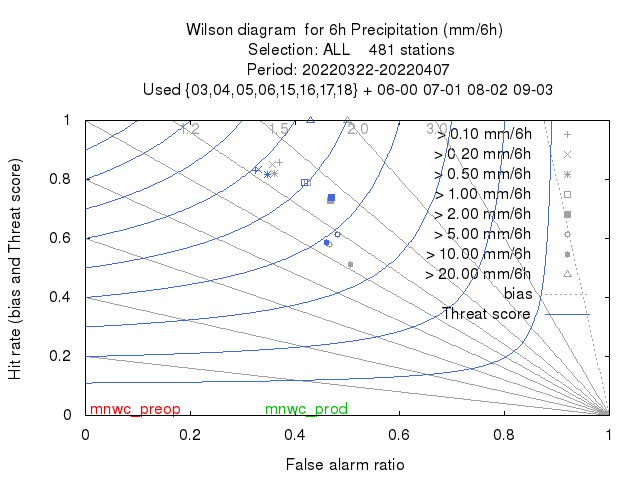 Wilson diagram  for 6h Precipitation (mm/6h)
Selection: ALL    481 stations
Period: 20220322-20220407
Used {03,04,05,06,15,16,17,18} + 06-00 07-01 08-02 09-03
1.2 1.5 2.0 3.0
> 0.10 mm/6h
> 0.20 mm/6h
> 0.50 mm/6h
> 1.00 mm/6h
> 2.00 mm/6h
> 5.00 mm/6h
> 10.00 mm/6h
> 20.00 mm/6h
bias
Threat score
Hit rate (bias and Threat score)
1
0.8
0.6
0.4
0.2
0
mnwc_preop mnwc_prod
0 0.2 0.4 0.6 0.8 1
False alarm ratio